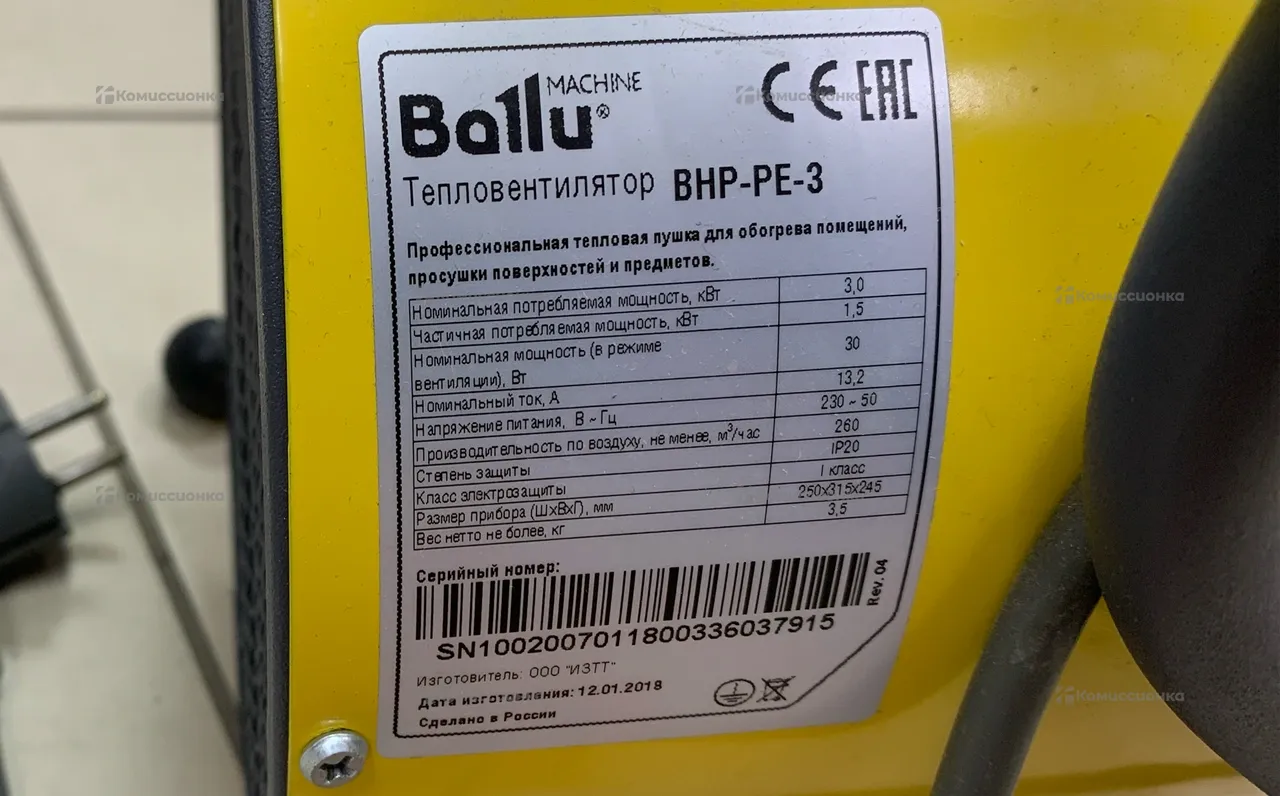 MACHINE
Ballu®
CE EAC
Тепловентилятор BHP-PE-3
Профессиональная тепловая пушка для обогрева помещений,
просушки поверхностей и предметов.
Номинальная потребляемая мощность, кВт 3,0
Частичная потребляемая мощность, кВт 1,5
Номинальная мощность (в режиме
вентиляции), Вт 30
Номинальный ток, А 13,2
Напряжение питания, В ~ Гц 230 ~ 50
Производительность по воздуху, не менее, м³/час 260
Степень защиты IP20
Класс электрозащиты I класс
Размер прибора (ШхВхГ), мм 250х315х245
Вес нетто не более, кг 3,5
Серийный номер:
Rev. 04
SN1002007011800336037915
Изготовитель: ООО "ИЗТТ"
Дата изготовления: 12.01.2018
Сделано в России
Комиссионка
Комиссионка
Комиссионка
Комиссионка
Комиссионка